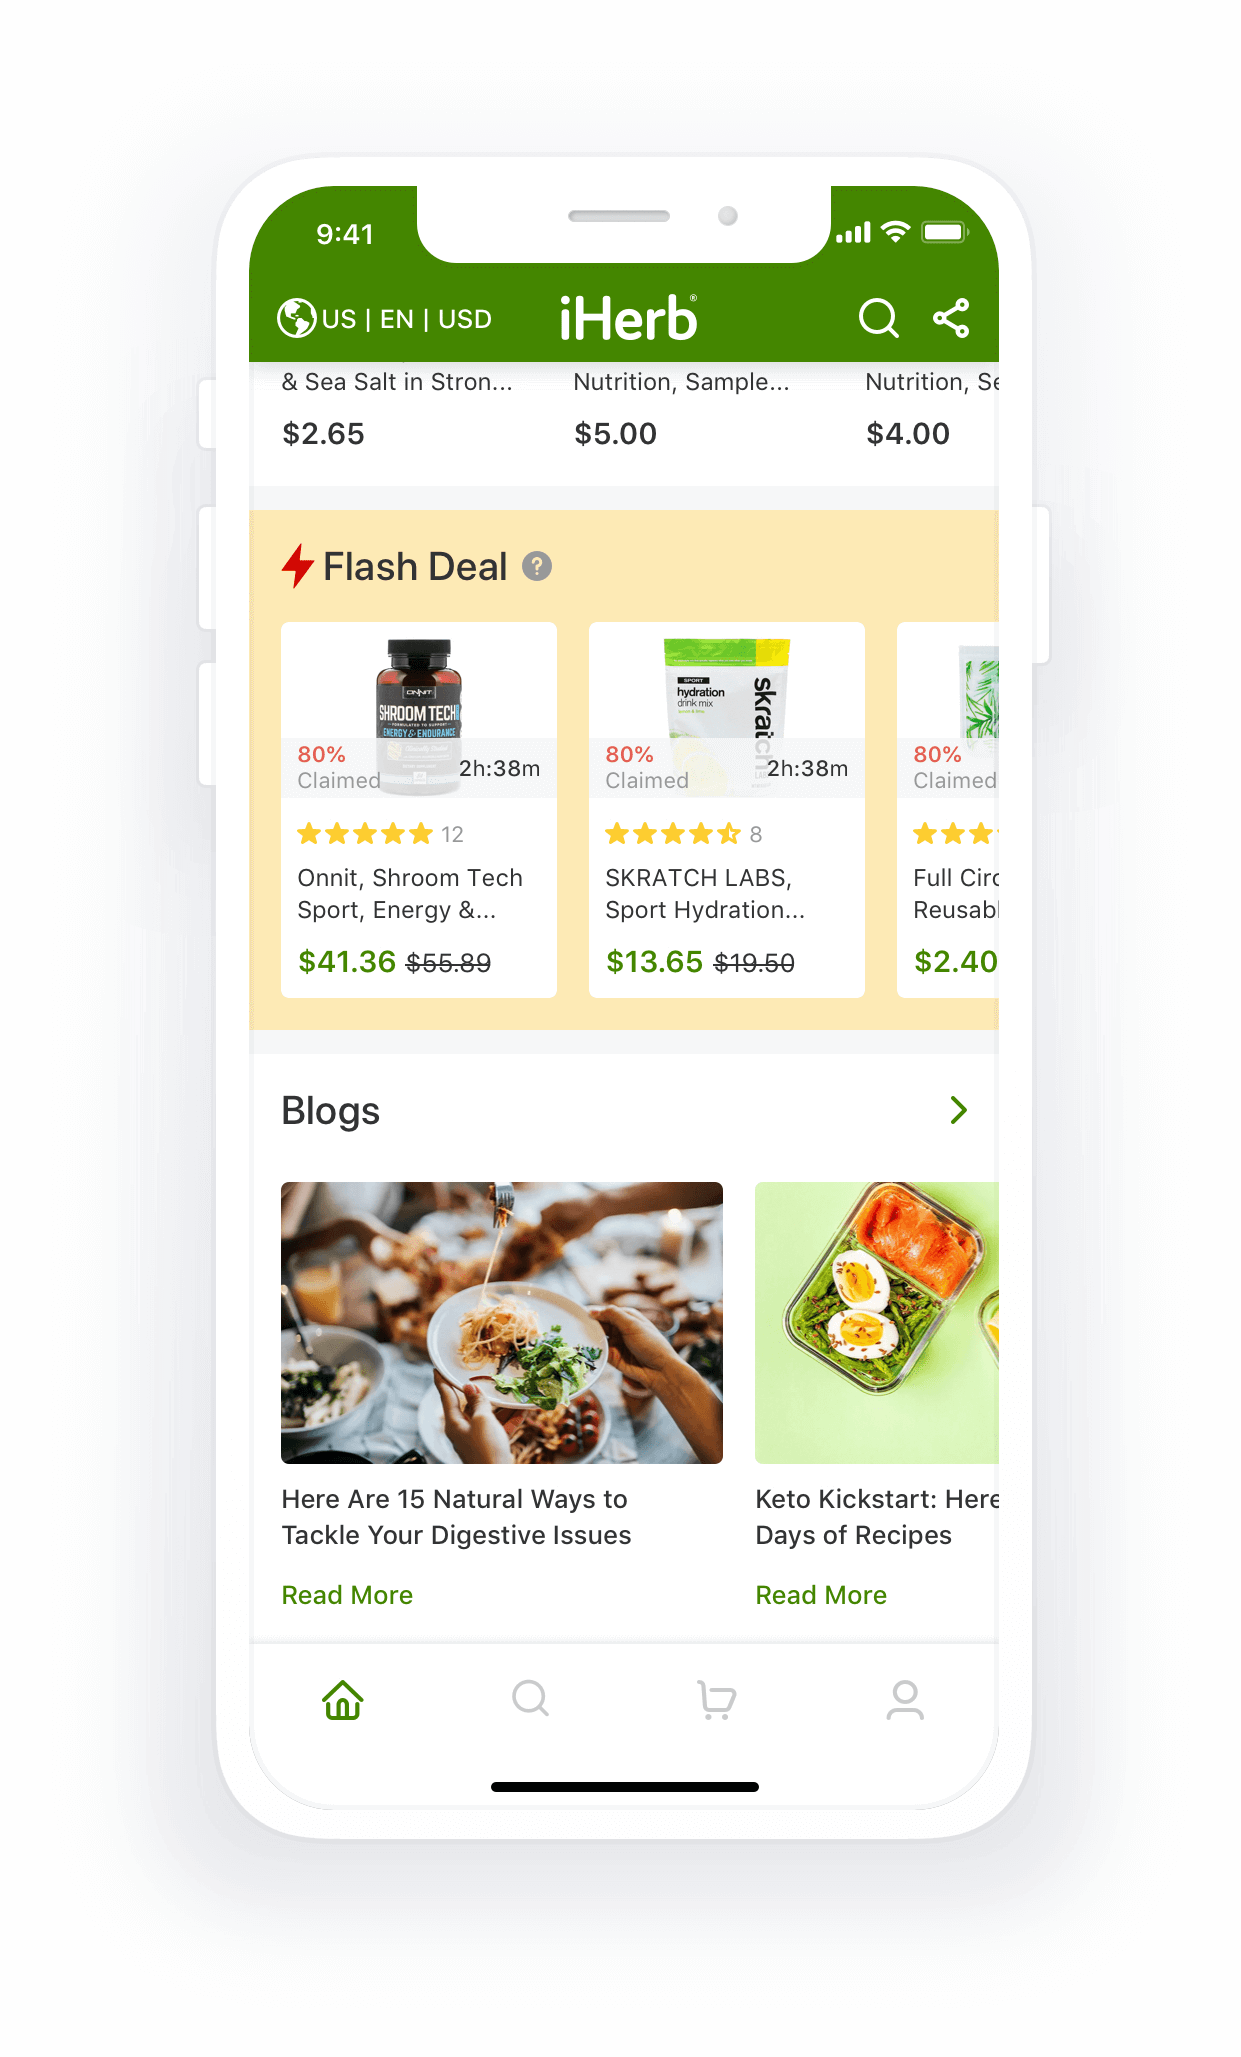 9:41
US | EN | USD
iHerb®
& Sea Salt in Stron...
Nutrition, Sample...
Nutrition, Se
$2.65
$5.00
$4.00
Flash Deal ?
ONNIT
SHROOM TECH
FORMULATED TO SUPPORT
ENERGY & ENDURANCE
SPORT
hydration
drink mix
skratch
80%
Claimed
2h:38m
80%
Claimed
2h:38m
80%
Claimed
12
8
Onnit, Shroom Tech
Sport, Energy &...
SKRATCH LABS,
Sport Hydration...
Full Circ
Reusabl
$41.36 $55.89
$13.65 $19.50
$2.40
Blogs
Here Are 15 Natural Ways to
Tackle Your Digestive Issues
Read More
Keto Kickstart: Here
Days of Recipes
Read More